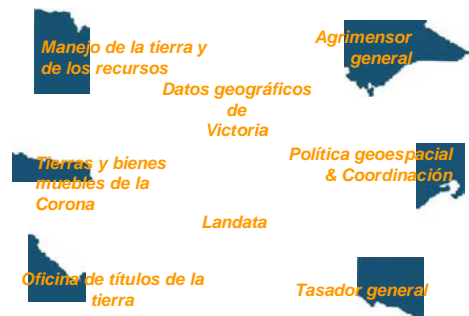 Manejo de la tierra y
de los recursos
Agrimensor
general
Datos geográficos
de
Victoria
Tierras y bienes
muebles de la
Corona
Política geoespacial
& Coordinación
Landata
Oficina de títulos de la
tierra
Tasador general